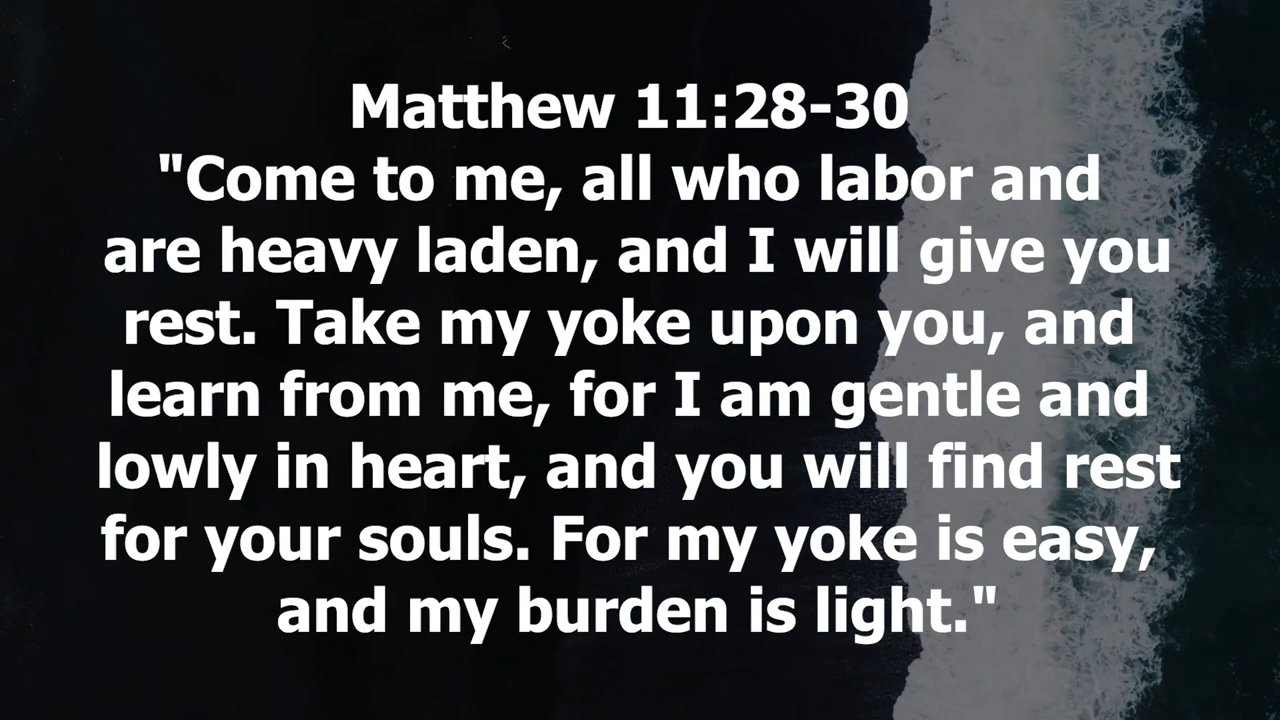 Matthew 11:28-30
"Come to me, all who labor and
are heavy laden, and I will give you
rest. Take my yoke upon you, and
learn from me, for I am gentle and
lowly in heart, and you will find rest
for your souls. For my yoke is easy,
and my burden is light."